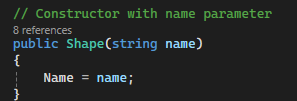 // Constructor with name parameter
8 references
public Shape(string name)
{
Name = name;
}